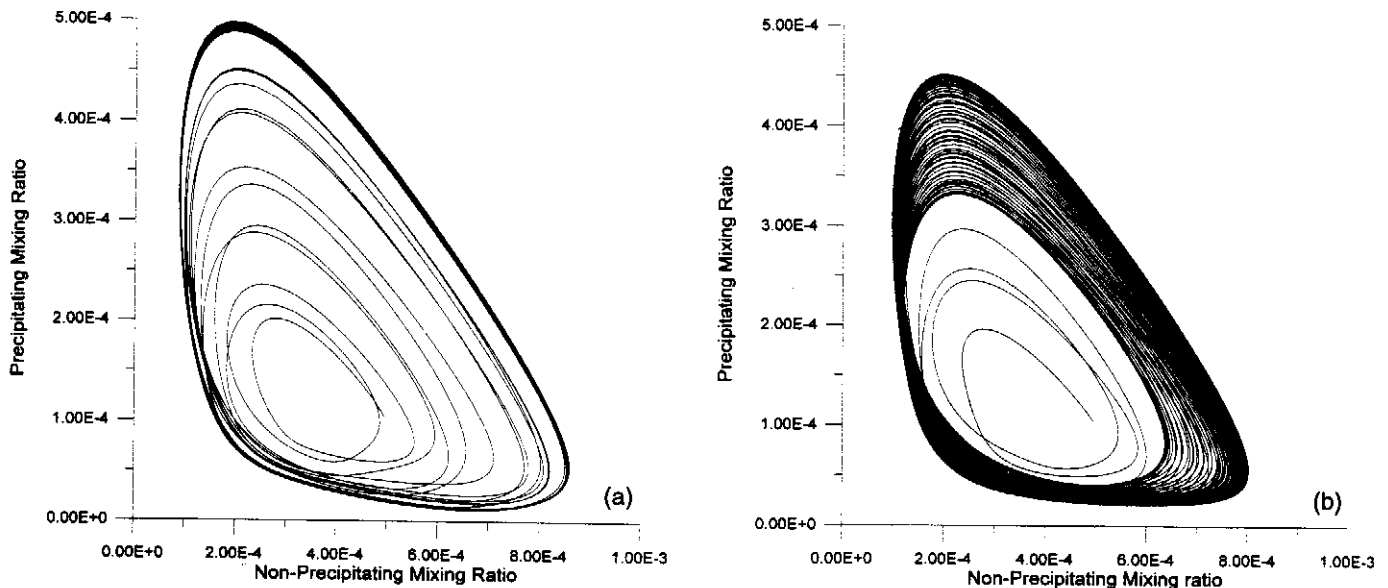 5.00E-4
4.00E-4
3.00E-4
2.00E-4
1.00E-4
0.00E+0
Precipitating Mixing Ratio
0.00E+0 2.00E-4 4.00E-4 6.00E-4 8.00E-4 1.00E-3
Non-Precipitating Mixing Ratio
(a)
5.00E-4
4.00E-4
3.00E-4
2.00E-4
1.00E-4
0.00E+0
Precipitating Mixing Ratio
0.00E+0 2.00E-4 4.00E-4 6.00E-4 8.00E-4 1.00E-3
Non-Precipitating Mixing ratio
(b)